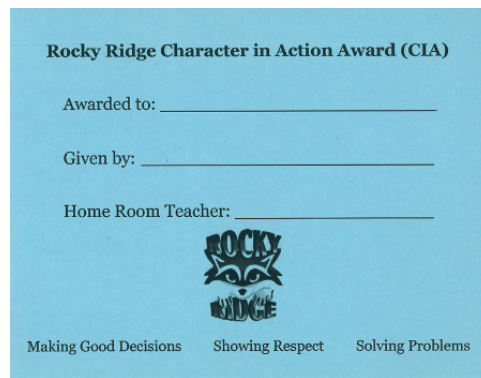 Rocky Ridge Character in Action Award (CIA)
Awarded to:
Given by:
Home Room Teacher:
ROCKY
RIDGE
Making Good Decisions Showing Respect Solving Problems